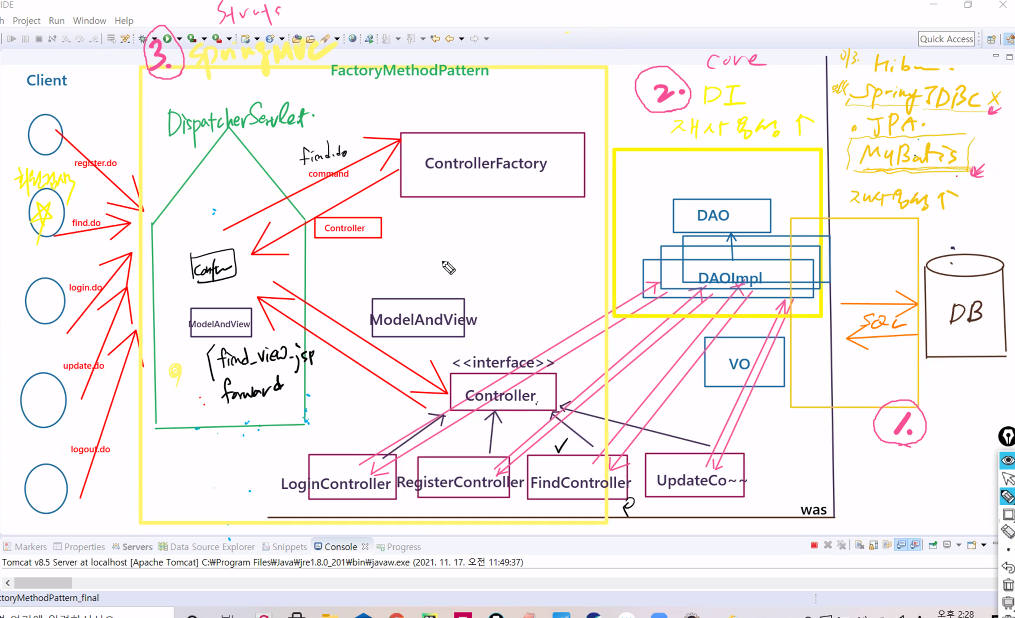 IDE
h Project Run Window Help
Struts
Quick Access
3.
SpringMVC
FactoryMethodPattern
Client
DispatcherServlet.
find.do
command
ControllerFactory
Controller
register.do
find.do
login.do
update.do
logout.do
ModelAndView
find_view.jsp
forward
ModelAndView
<<interface>>
Controller
LoginController
RegisterController
FindController
UpdateCo~~
Core
2.
DI
재사용성 ↑
DAO
DAOImpl
VO
SpringJDBC x
. JPA.
MyBatis
재사용성 ↑
SQL
DB
1.
was
Markers Properties Servers Data Source Explorer Snippets Console Progress
Tomcat v8.5 Server at localhost [Apache Tomcat] C:₩Program Files₩Java₩jre1.8.0_201₩bin₩javaw.exe (2021. 11. 17. 오전 11:49:37)
ctoryMethodPattern_final
오후 2:28